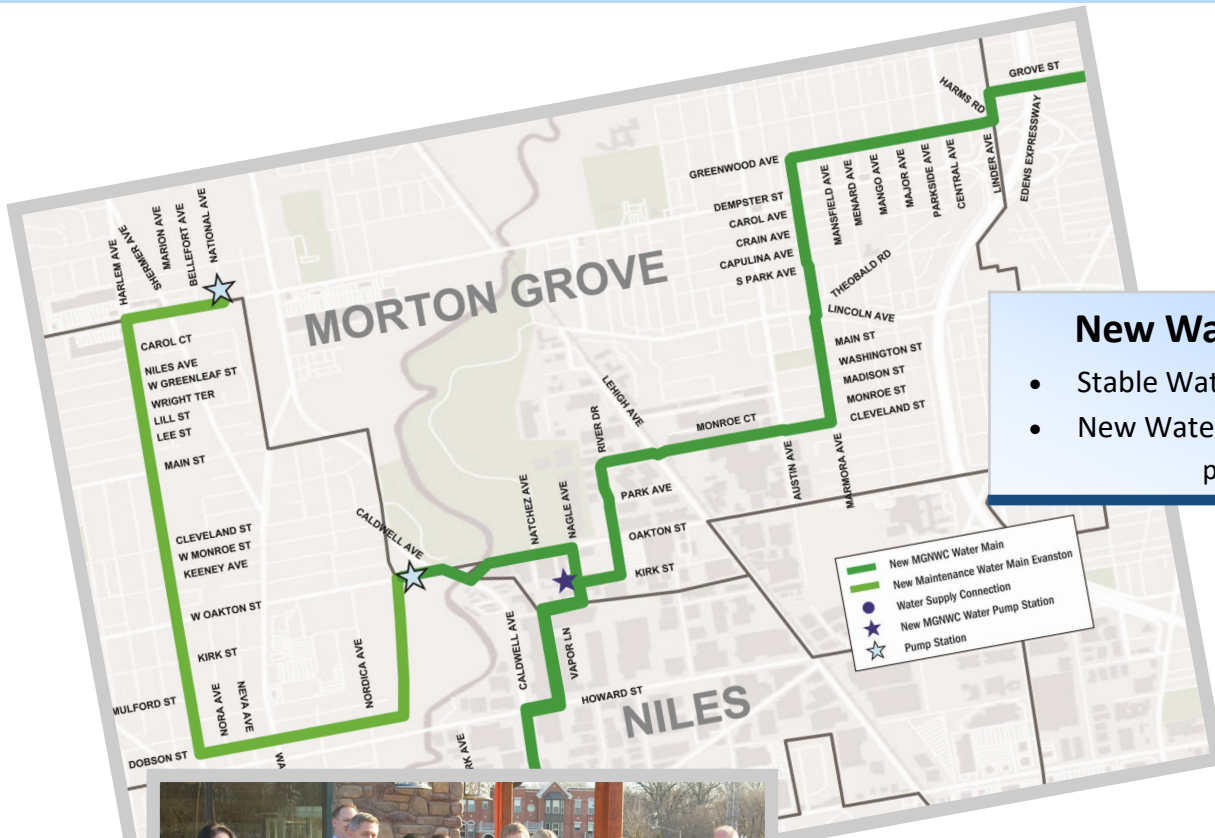 GROVE ST
HARMS RD
EDENS EXPRESSWAY
LINDER AVE
CENTRAL AVE
PARKSIDE AVE
MAJOR AVE
MANGO AVE
MENARD AVE
MANSFIELD AVE
GREENWOOD AVE
DEMPSTER ST
CAROL AVE
CRAIN AVE
CAPULINA AVE
S PARK AVE
THEOBALD RD
LINCOLN AVE
MAIN ST
WASHINGTON ST
MADISON ST
MONROE ST
CLEVELAND ST
HARLEM AVE
SHERMER AVE
MARION AVE
BELLEFORT AVE
NATIONAL AVE
MORTON GROVE
CAROL CT
NILES AVE
W GREENLEAF ST
WRIGHT TER
LILL ST
LEE ST
MAIN ST
CLEVELAND ST
W MONROE ST
KEENEY AVE
W OAKTON ST
KIRK ST
MULFORD ST
DOBSON ST
NORA AVE
NEVA AVE
NORDICA AVE
CALDWELL AVE
NATCHEZ AVE
NAGLE AVE
RIVER DR
LEHIGH AVE
MONROE CT
AUSTIN AVE
MARMORA AVE
PARK AVE
OAKTON ST
KIRK ST
CALDWELL AVE
VAPOR LN
HOWARD ST
NILES
New Wa
• Stable Wat
• New Wate
p
New MGNWC Water Main
New Maintenance Water Main Evanston
Water Supply Connection
New MGNWC Water Pump Station
Pump Station